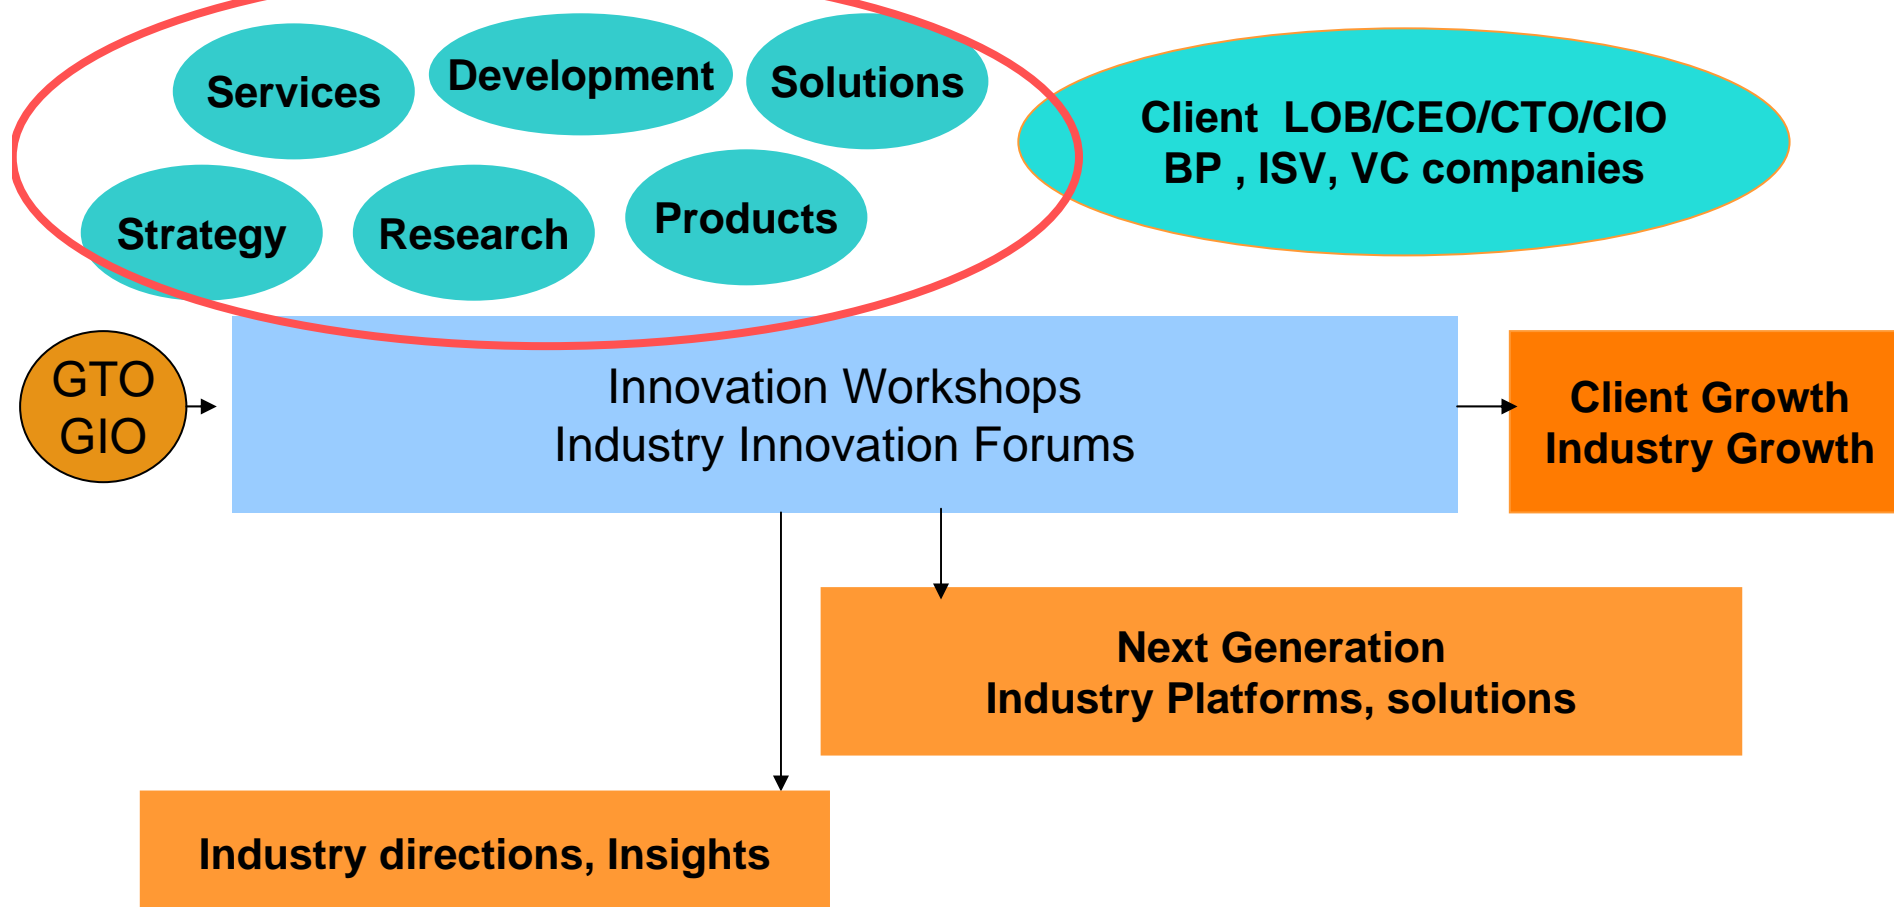 Services
Development
Solutions
Client LOB/CEO/CTO/CIO
BP , ISV, VC companies
Strategy
Research
Products
GTO
GIO
Innovation Workshops
Industry Innovation Forums
Client Growth
Industry Growth
Next Generation
Industry Platforms, solutions
Industry directions, Insights